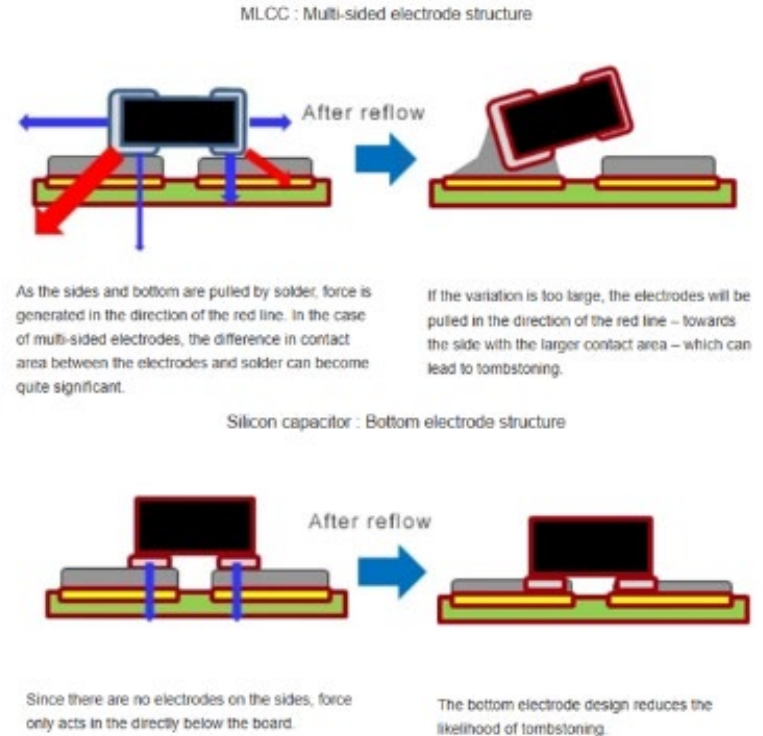 MLCC : Multi-sided electrode structure
After reflow
As the sides and bottom are pulled by solder, force is
generated in the direction of the red line. In the case
of multi-sided electrodes, the difference in contact
area between the electrodes and solder can become
quite significant.
If the variation is too large, the electrodes will be
pulled in the direction of the red line – towards
the side with the larger contact area – which can
lead to tombstoning.
Silicon capacitor : Bottom electrode structure
After reflow
Since there are no electrodes on the sides, force
only acts in the directly below the board.
The bottom electrode design reduces the
likelihood of tombstoning.